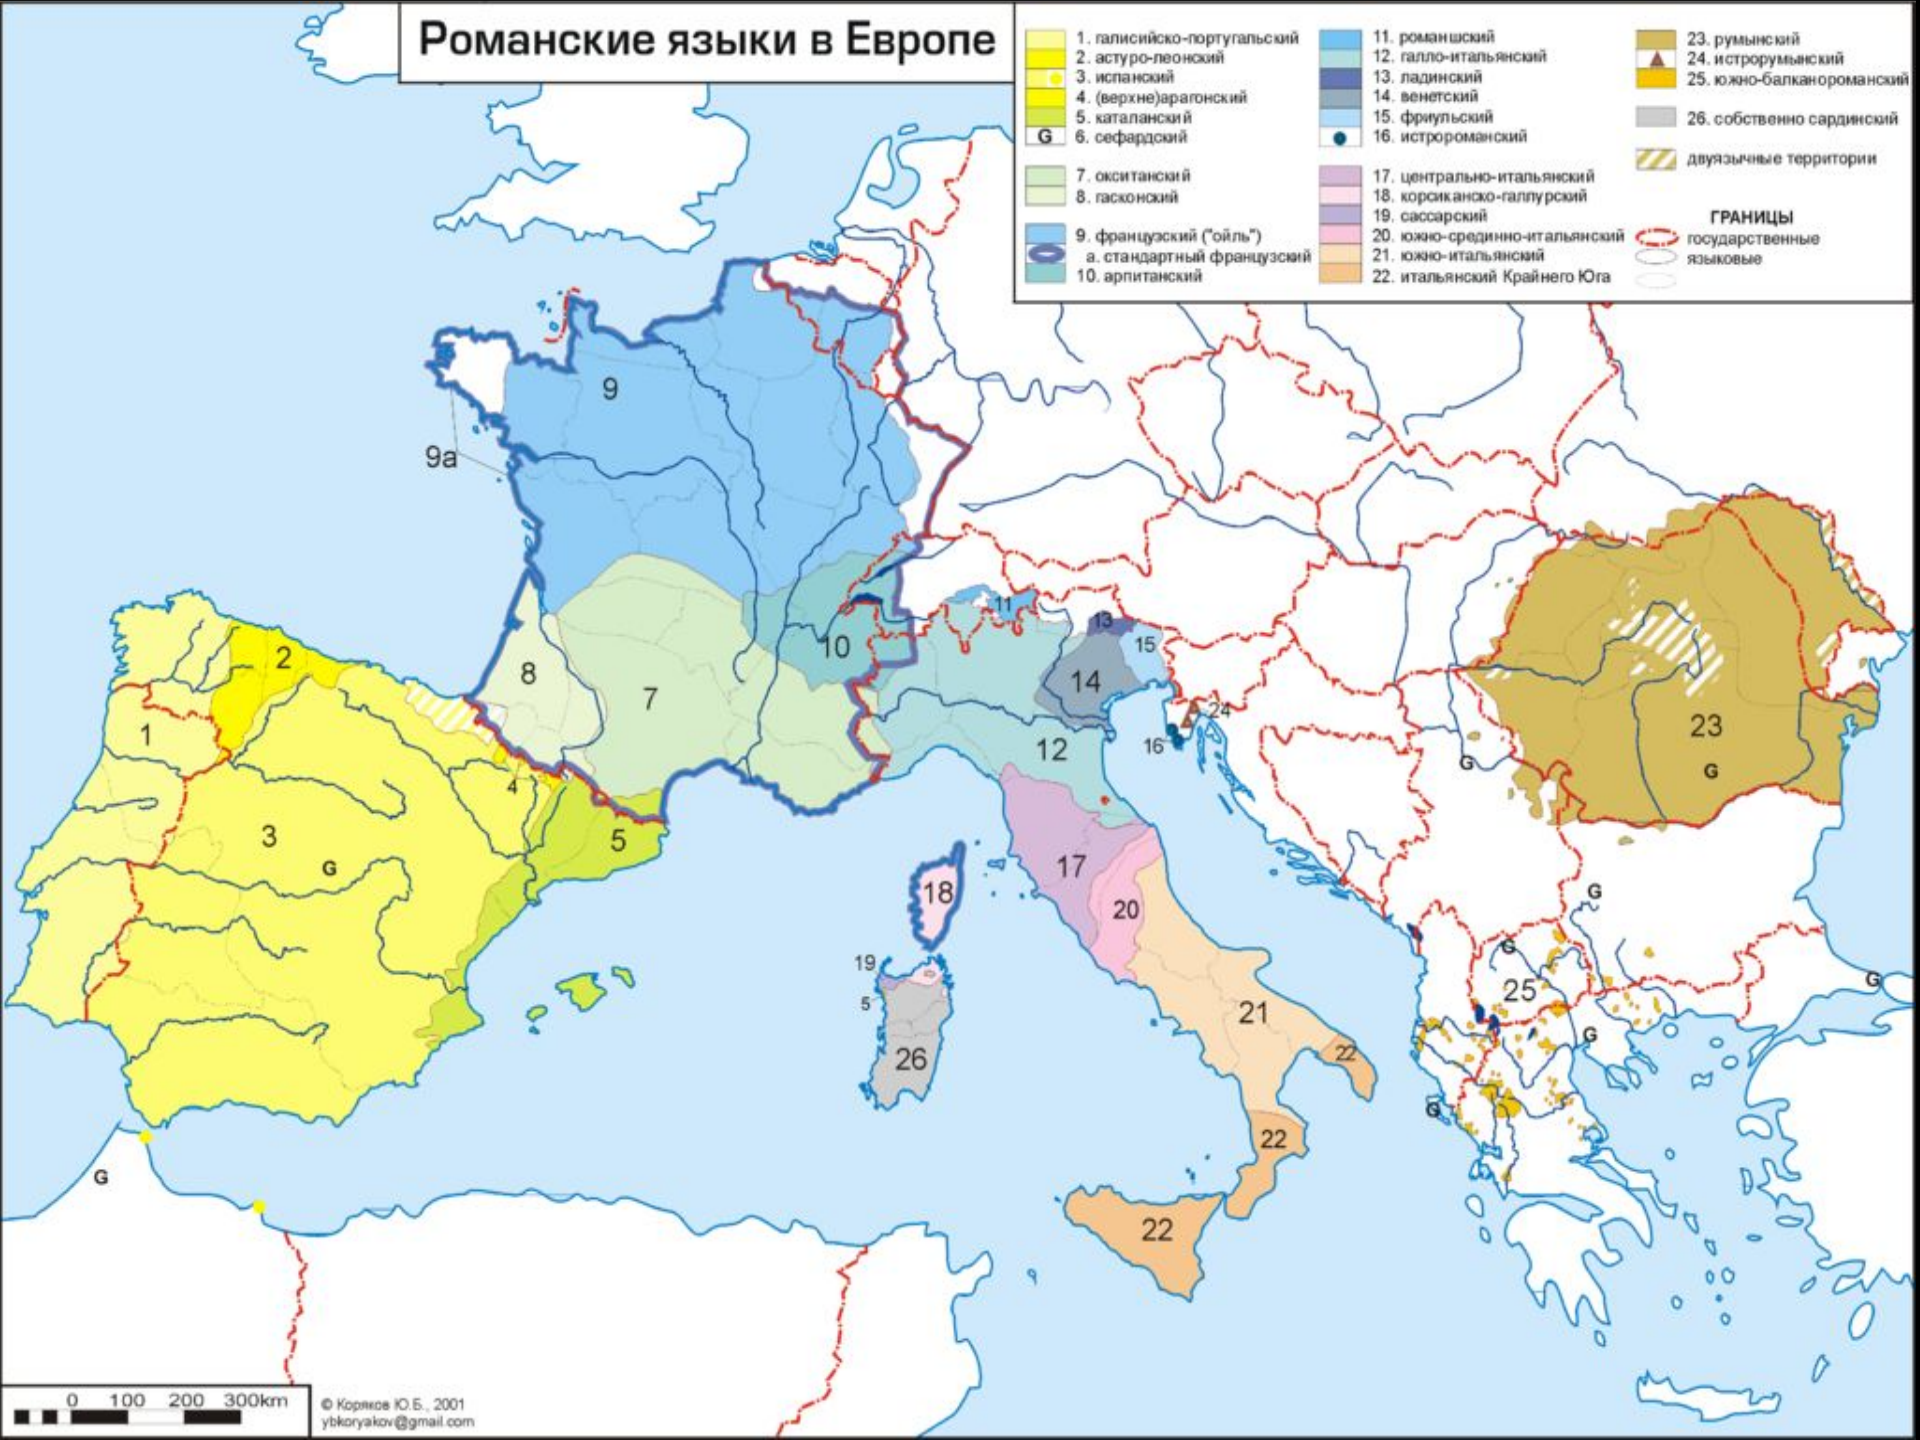 Романские языки в Европе
1. галисийско-португальский
2. астуро-леонский
3. испанский
4. (верхне)арагонский
5. каталанский
G 6. сефардский
7. окситанский
8. гасконский
9. французский ("ойль")
а. стандартный французский
10. арпитанский
11. романшский
12. галло-итальянский
13. ладинский
14. венетский
15. фриульский
16. истророманский
17. центрально-итальянский
18. корсиканско-галлурский
19. сассарский
20. южно-срединно-итальянский
21. южно-итальянский
22. итальянский Крайнего Юга
23. румынский
24. истрорумынский
25. южно-балканороманский
26. собственно сардинский
двуязычные территории
ГРАНИЦЫ
государственные
языковые
9
9a
11
13
15
10
2
8
14
7
24
1
23
16
12
G
G
4
3
5
G
17
18
G
20
G
19
25
G
5
21
G
26
22
G
22
G
22
0 100 200 300km
© Коряков Ю.Б., 2001
ybkoryakov@gmail.com